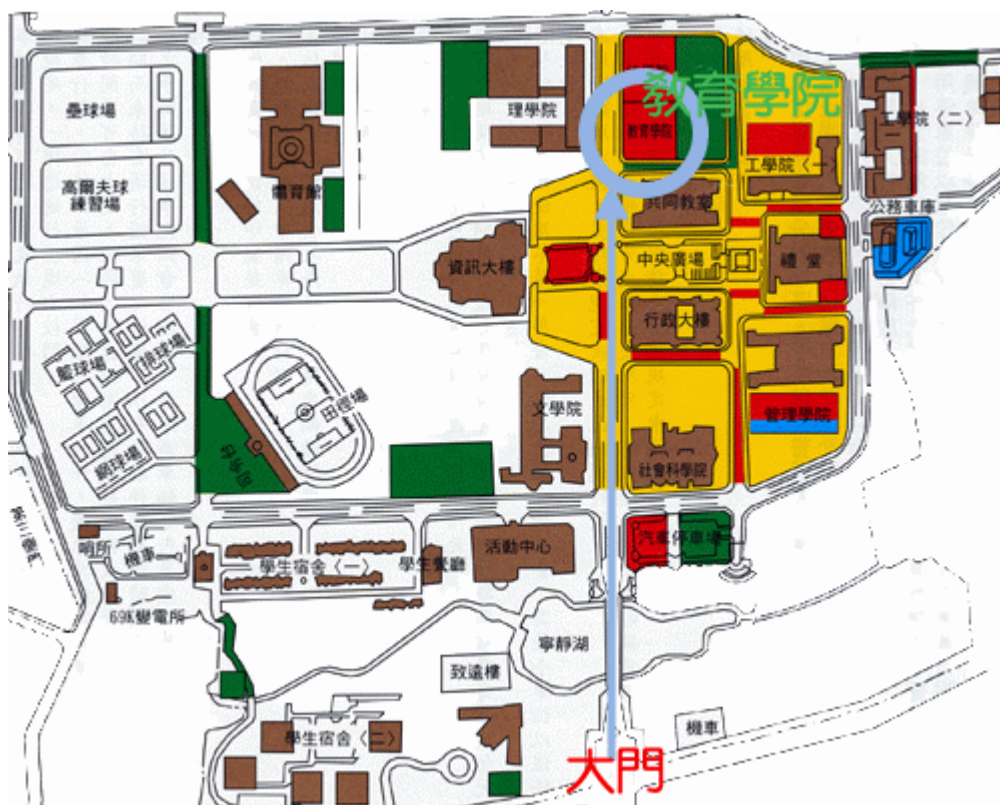 教育學院
壘球場
理學院
教育學院
工學院〈二〉
工學院〈一〉
高爾夫球
練習場
體育館
共同教室
公務車庫
資訊大樓
中央廣場
禮堂
行政大樓
籃球場
排球場
田徑場
文學院
管理學院
網球場
司令台
社會科學院
哨所
機車
學生宿舍〈一〉
學生餐廳
活動中心
汽車停車場
69K變電所
寧靜湖
致遠樓
機車
學生宿舍〈二〉
大門